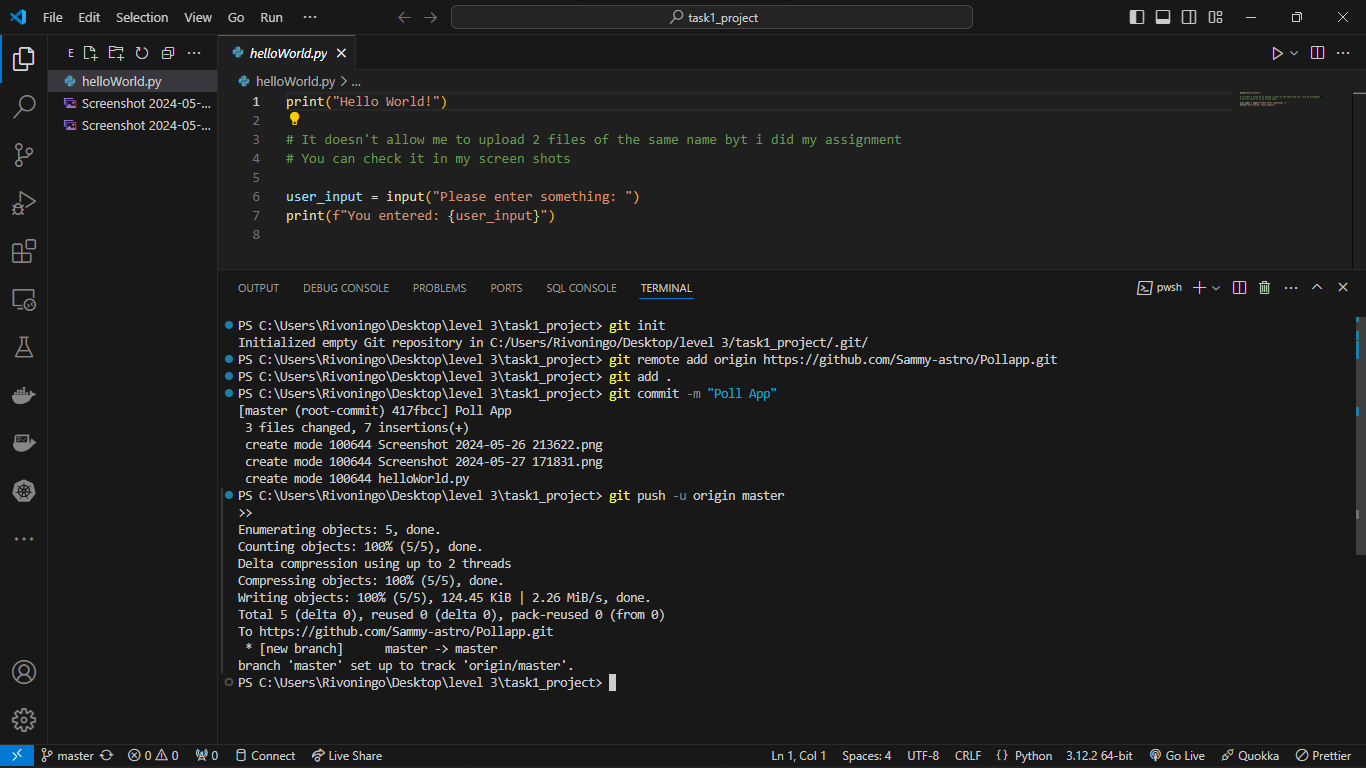 File Edit Selection View Go Run ··· task1_project
E
helloWorld.py
Screenshot 2024-05-...
Screenshot 2024-05-...
helloWorld.py
helloWorld.py > ...
1 print("Hello World!")
2
3 # It doesn't allow me to upload 2 files of the same name byt i did my assignment
4 # You can check it in my screen shots
5
6 user_input = input("Please enter something: ")
7 print(f"You entered: {user_input}")
8
OUTPUT DEBUG CONSOLE PROBLEMS PORTS SQL CONSOLE TERMINAL pwsh
PS C:\Users\Rivoningo\Desktop\level 3\task1_project> git init
Initialized empty Git repository in C:/Users/Rivoningo/Desktop/level 3/task1_project/.git/
PS C:\Users\Rivoningo\Desktop\level 3\task1_project> git remote add origin https://github.com/Sammy-astro/Pollapp.git
PS C:\Users\Rivoningo\Desktop\level 3\task1_project> git add .
PS C:\Users\Rivoningo\Desktop\level 3\task1_project> git commit -m "Poll App"
[master (root-commit) 417fbcc] Poll App
3 files changed, 7 insertions(+)
create mode 100644 Screenshot 2024-05-26 213622.png
create mode 100644 Screenshot 2024-05-27 171831.png
create mode 100644 helloWorld.py
PS C:\Users\Rivoningo\Desktop\level 3\task1_project> git push -u origin master
>>
Enumerating objects: 5, done.
Counting objects: 100% (5/5), done.
Delta compression using up to 2 threads
Compressing objects: 100% (5/5), done.
Writing objects: 100% (5/5), 124.45 KiB | 2.26 MiB/s, done.
Total 5 (delta 0), reused 0 (delta 0), pack-reused 0 (from 0)
To https://github.com/Sammy-astro/Pollapp.git
* [new branch]      master -> master
branch 'master' set up to track 'origin/master'.
PS C:\Users\Rivoningo\Desktop\level 3\task1_project>
master 0 0 0 Connect Live Share Ln 1, Col 1 Spaces: 4 UTF-8 CRLF {} Python 3.12.2 64-bit Go Live Quokka Prettier